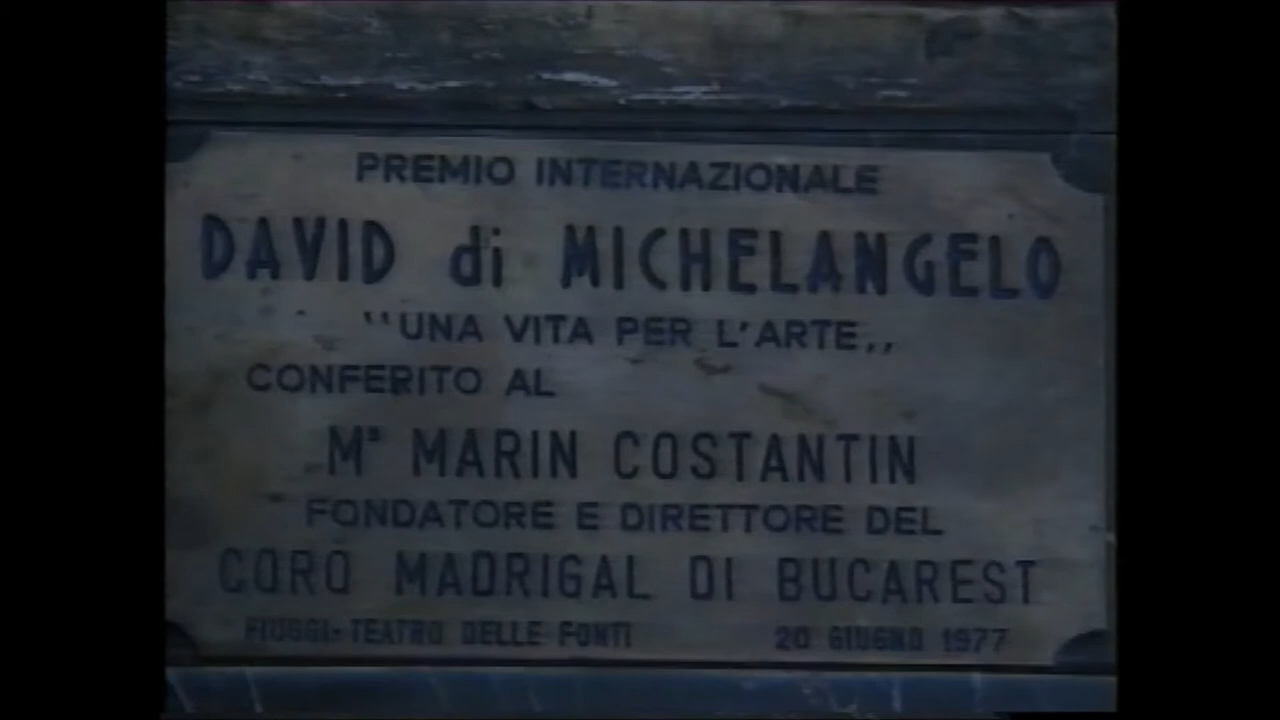 PREMIO INTERNAZIONALE
DAVID di MICHELANGELO
"UNA VITA PER L'ARTE,,
CONFERITO AL
Mº MARIN COSTANTIN
FONDATORE E DIRETTORE DEL
CORO MADRIGAL DI BUCAREST
FIUGGI-TEATRO DELLE FONTI 20 GIUGNO 1977